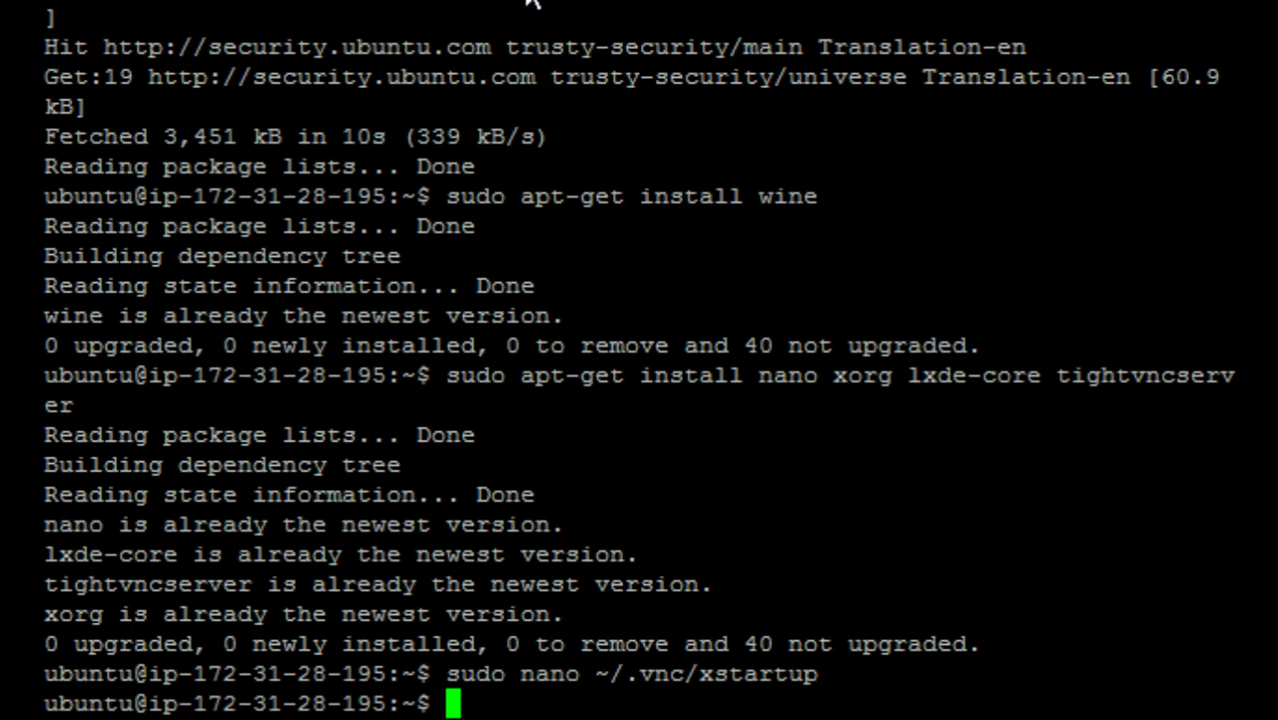 ]
Hit http://security.ubuntu.com trusty-security/main Translation-en
Get:19 http://security.ubuntu.com trusty-security/universe Translation-en [60.9
kB]
Fetched 3,451 kB in 10s (339 kB/s)
Reading package lists... Done
ubuntu@ip-172-31-28-195:~$ sudo apt-get install wine
Reading package lists... Done
Building dependency tree
Reading state information... Done
wine is already the newest version.
0 upgraded, 0 newly installed, 0 to remove and 40 not upgraded.
ubuntu@ip-172-31-28-195:~$ sudo apt-get install nano xorg lxde-core tightvncserv
er
Reading package lists... Done
Building dependency tree
Reading state information... Done
nano is already the newest version.
lxde-core is already the newest version.
tightvncserver is already the newest version.
xorg is already the newest version.
0 upgraded, 0 newly installed, 0 to remove and 40 not upgraded.
ubuntu@ip-172-31-28-195:~$ sudo nano ~/.vnc/xstartup
ubuntu@ip-172-31-28-195:~$